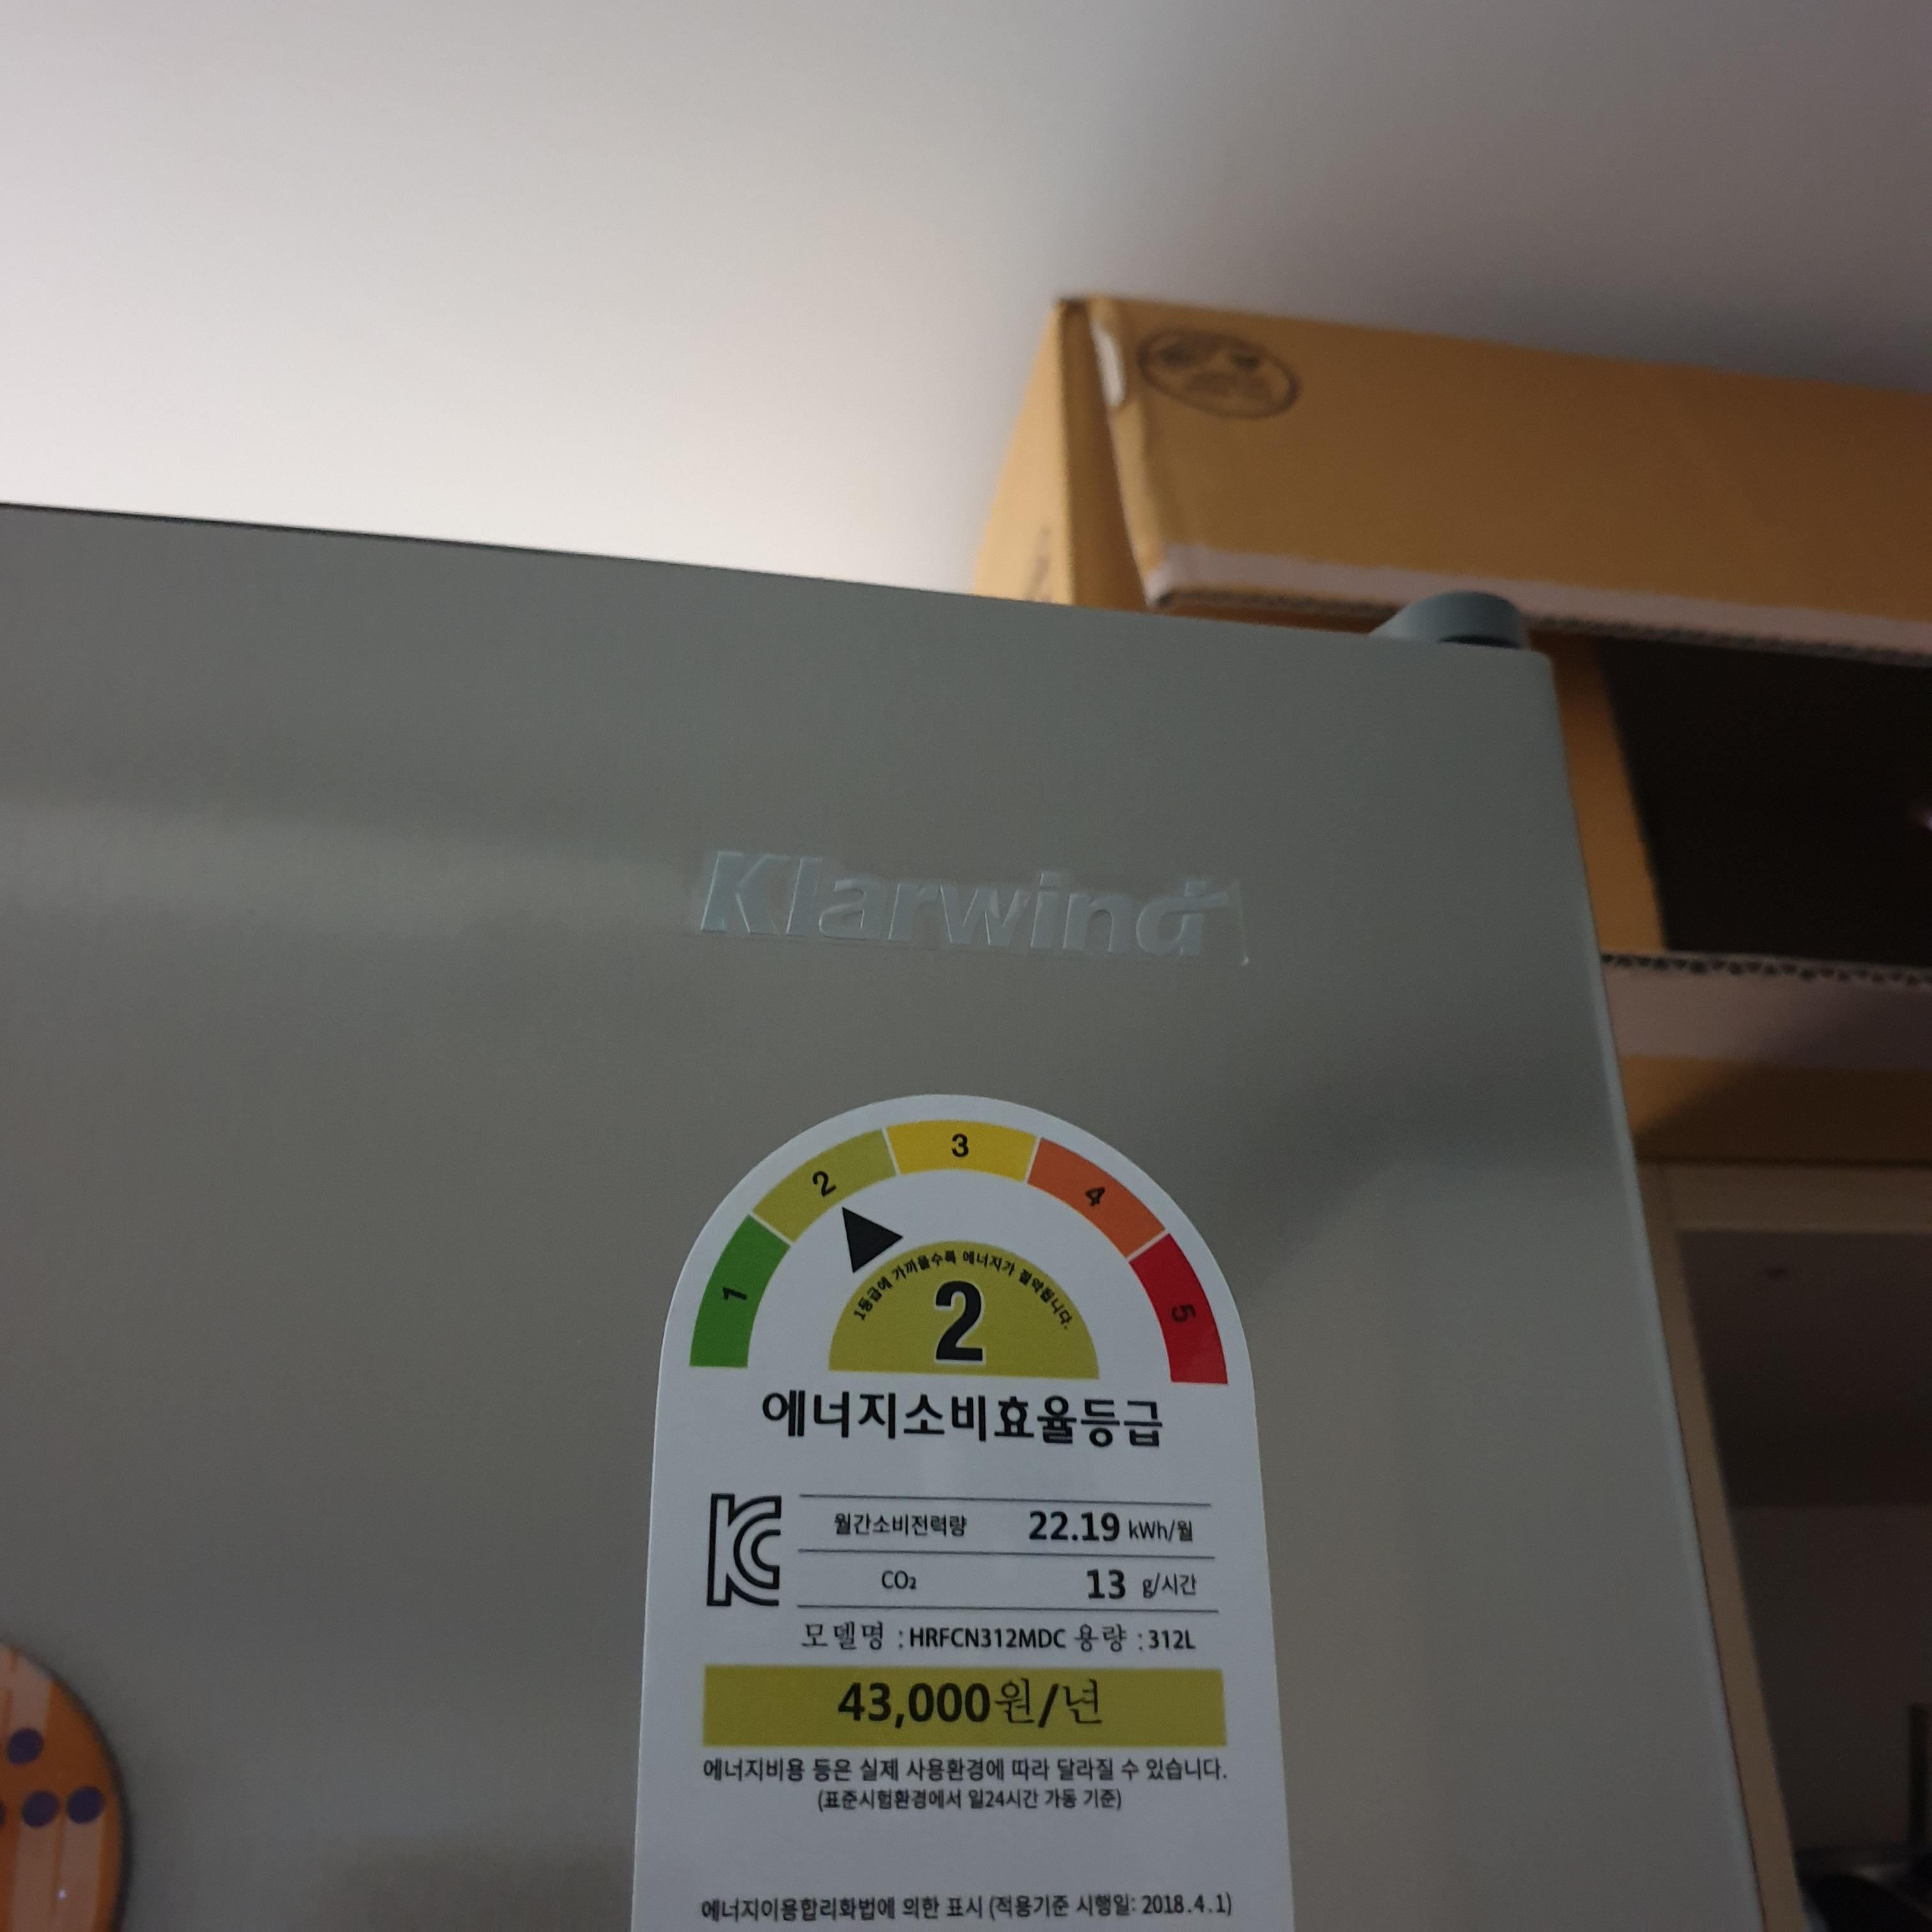 Klarwind
1 2 3 4 5
1등급에 가까울수록 에너지가 절약됩니다.
2
에너지소비효율등급
월간소비전력량 22.19 kWh/월
CO₂ 13 g/시간
모델명 : HRFCN312MDC 용량 : 312L
43,000원/년
에너지비용 등은 실제 사용환경에 따라 달라질 수 있습니다.
(표준시험환경에서 일24시간 가동 기준)
에너지이용합리화법에 의한 표시 (적용기준 시행일: 2018.4.1)